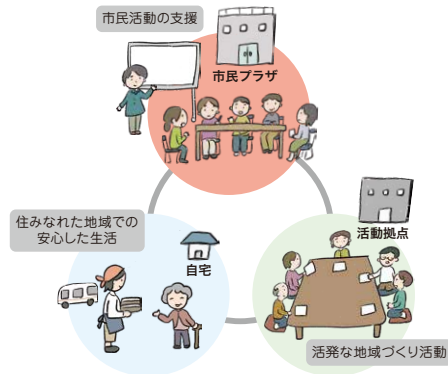 市民活動の支援
市民プラザ
住みなれた地域での
安心した生活
自宅
活動拠点
活発な地域づくり活動